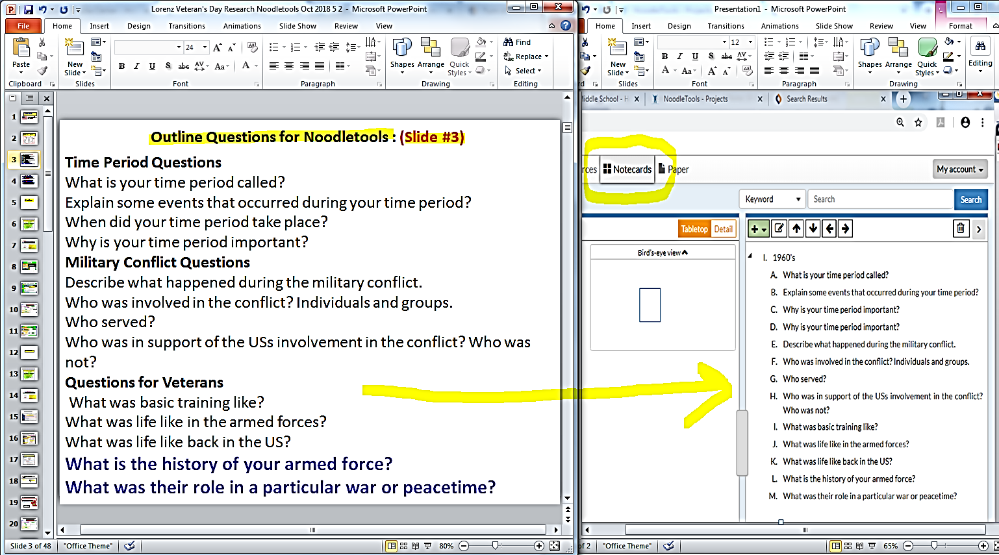 Lorenz Veteran's Day Research Noodletools Oct 2018 5 2 - Microsoft PowerPoint
File Home Insert Design Transitions Animations Slide Show Review View
24
Paste
New Slide
Shapes Arrange Quick Styles
Find
Replace
Select
Clipboard Slides Font Paragraph Drawing Editing
1
2
3
4
5
6
7
8
9
10
11
12
13
14
15
16
17
18
19
20
Outline Questions for Noodletools : (Slide #3)
Time Period Questions
What is your time period called?
Explain some events that occurred during your time period?
When did your time period take place?
Why is your time period important?
Military Conflict Questions
Describe what happened during the military conflict.
Who was involved in the conflict? Individuals and groups.
Who served?
Who was in support of the USs involvement in the conflict? Who was
not?
Questions for Veterans
What was basic training like?
What was life like in the armed forces?
What was life like back in the US?
What is the history of your armed force?
What was their role in a particular war or peacetime?
Slide 3 of 48 "Office Theme" 80%
Presentation1 - Microsoft PowerPoint
Home Insert Design Transitions Animations Slide Show Review View Format
12
New Slide
Shapes Arrange Quick Styles
Editing
Slides Font Paragraph Drawing
Middle School - H NoodleTools - Projects Search Results
rces Notecards Paper My account
Keyword Search Search
Tabletop Detail
Bird's-eye view
I. 1960's
A. What is your time period called?
B. Explain some events that occurred during your time period?
C. Why is your time period important?
D. Why is your time period important?
E. Describe what happened during the military conflict.
F. Who was involved in the conflict? Individuals and groups.
G. Who served?
H. Who was in support of the USs involvement in the conflict?
Who was not?
I. What was basic training like?
J. What was life like in the armed forces?
K. What was life like back in the US?
L. What is the history of your armed force?
M. What was their role in a particular war or peacetime?
of 2 "Office Theme" 65%